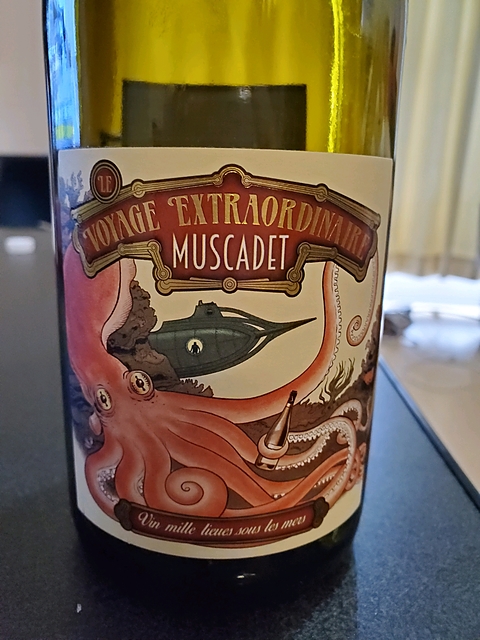 LE
VOYAGE EXTRAORDINAIRE
MUSCADET
Vin mille lieues sous les mers